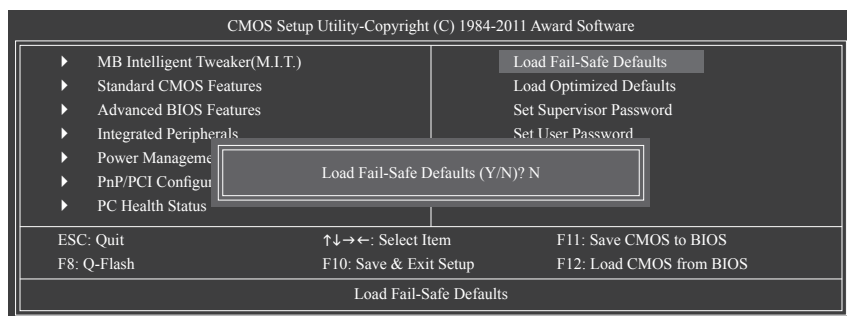 CMOS Setup Utility-Copyright (C) 1984-2011 Award Software
MB Intelligent Tweaker(M.I.T.)
Standard CMOS Features
Advanced BIOS Features
Integrated Peripherals
Power Manageme
PnP/PCI Configur
PC Health Status
Load Fail-Safe Defaults
Load Optimized Defaults
Set Supervisor Password
Set User Password
Load Fail-Safe Defaults (Y/N)? N
ESC: Quit ↑↓→←: Select Item F11: Save CMOS to BIOS
F8: Q-Flash F10: Save & Exit Setup F12: Load CMOS from BIOS
Load Fail-Safe Defaults